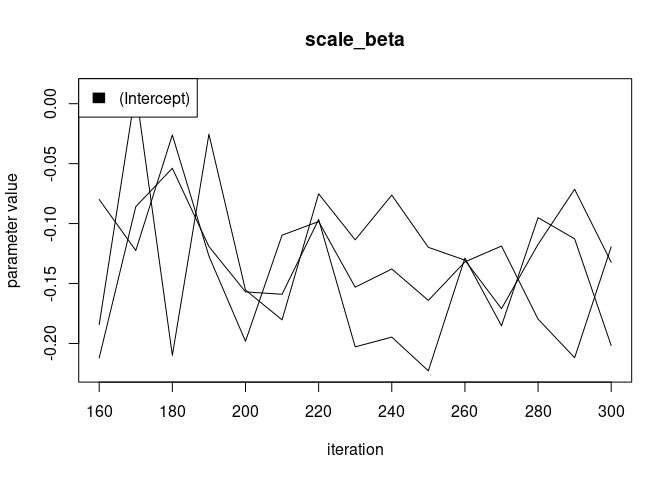 scale_beta
(Intercept)
parameter value
0.00
-0.05
-0.10
-0.15
-0.20
160 180 200 220 240 260 280 300
iteration